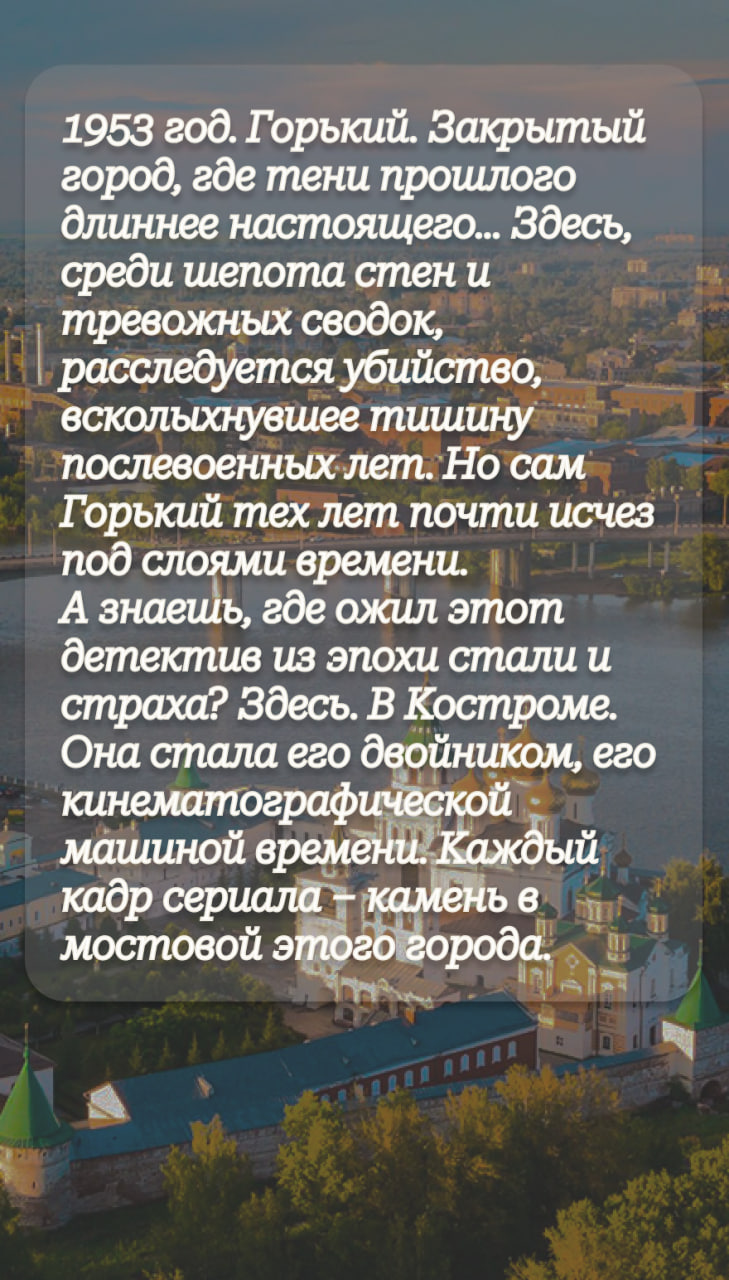 1953 год. Горький. Закрытый
город, где тени прошлого
длиннее настоящего... Здесь,
среди шепота стен и
тревожных сводок,
расследуется убийство,
всколыхнувшее тишину
послевоенных лет. Но сам
Горький тех лет почти исчез
под слоями времени.
А знаешь, где ожил этот
детектив из эпохи стали и
страха? Здесь. В Костроме.
Она стала его двойником, его
кинематографической
машиной времени. Каждый
кадр сериала – камень в
мостовой этого города.